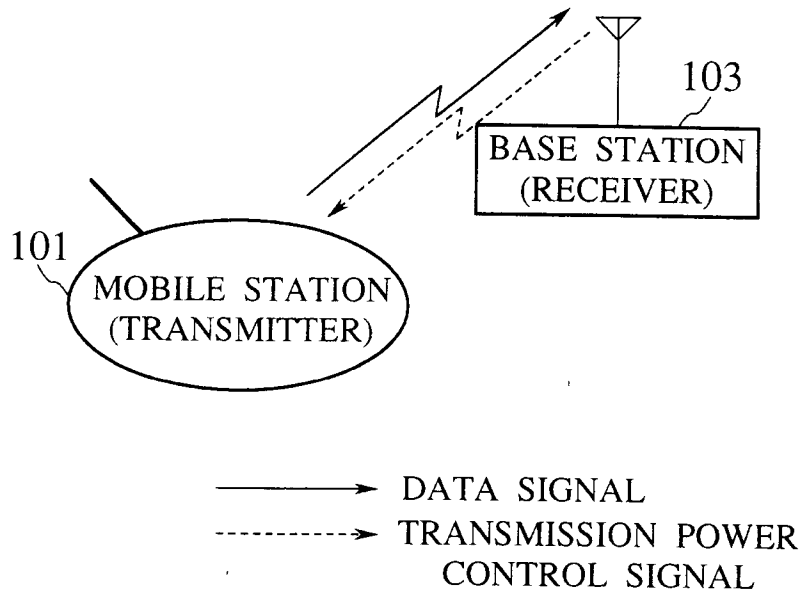 103
BASE STATION
(RECEIVER)
101
MOBILE STATION
(TRANSMITTER)
DATA SIGNAL
TRANSMISSION POWER
CONTROL SIGNAL